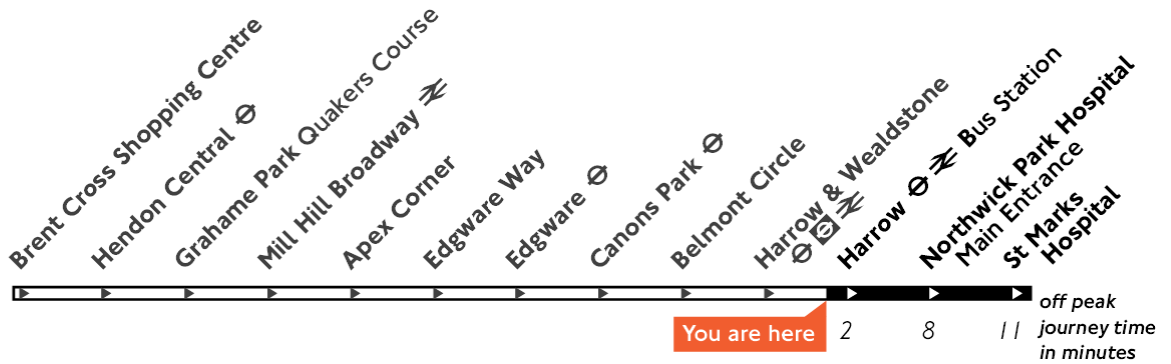 Brent Cross Shopping Centre
Hendon Central
Grahame Park Quakers Course
Mill Hill Broadway
Apex Corner
Edgware Way
Edgware
Canons Park
Belmont Circle
Harrow & Wealdstone
Harrow Bus Station
Northwick Park Hospital
Main Entrance
St Marks
Hospital
You are here
2 8 11
off peak
journey time
in minutes